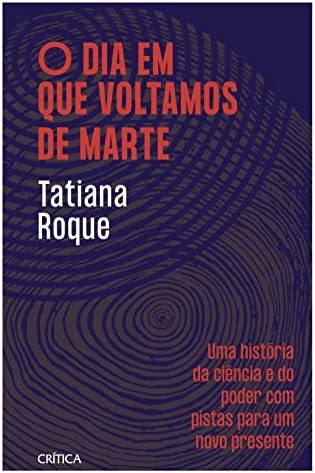 O DIA EM
QUE VOLTAMOS
DE MARTE
Tatiana
Roque
Uma história
da ciência e do
poder com
pistas para um
novo presente
CRÍTICA